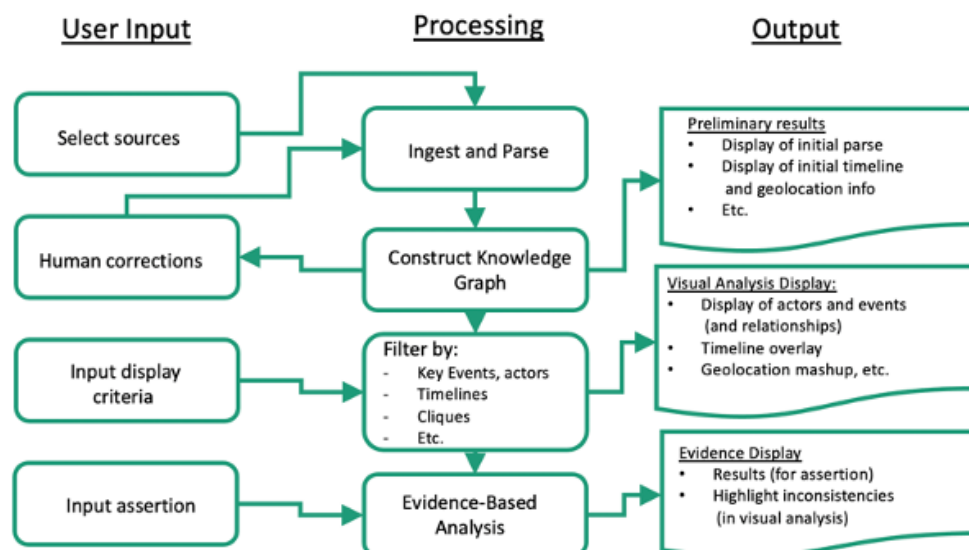 User Input
Processing
Output
Select sources
Ingest and Parse
Preliminary results
• Display of initial parse
• Display of initial timeline
and geolocation info
• Etc.
Human corrections
Construct Knowledge
Graph
Visual Analysis Display:
• Display of actors and events
(and relationships)
• Timeline overlay
• Geolocation mashup, etc.
Input display
criteria
Filter by:
- Key Events, actors
- Timelines
- Cliques
- Etc.
Input assertion
Evidence-Based
Analysis
Evidence Display
• Results (for assertion)
• Highlight inconsistencies
(in visual analysis)